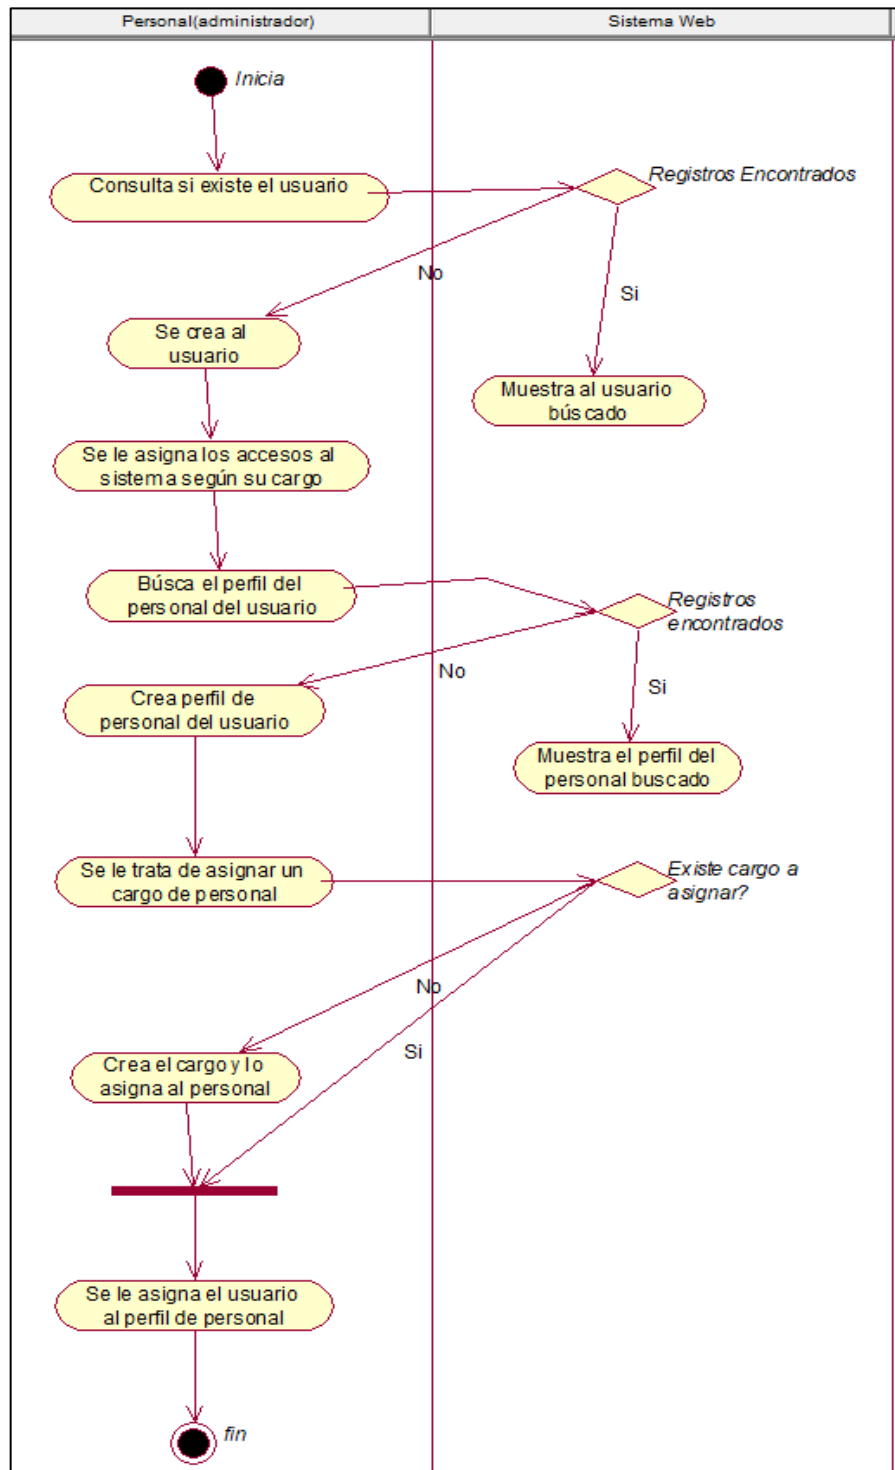 Personal(administrador)
Sistema Web
Inicia
Consulta si existe el usuario
Registros Encontrados
No
Si
Se crea al
usuario
Muestra al usuario
búscado
Se le asigna los accesos al
sistema según su cargo
Búsca el perfil del
personal del usuario
Registros
encontrados
No
Si
Crea perfil de
personal del usuario
Muestra el perfil del
personal buscado
Se le trata de asignar un
cargo de personal
Existe cargo a
asignar?
No
Si
Crea el cargo y lo
asigna al personal
Se le asigna el usuario
al perfil de personal
fin